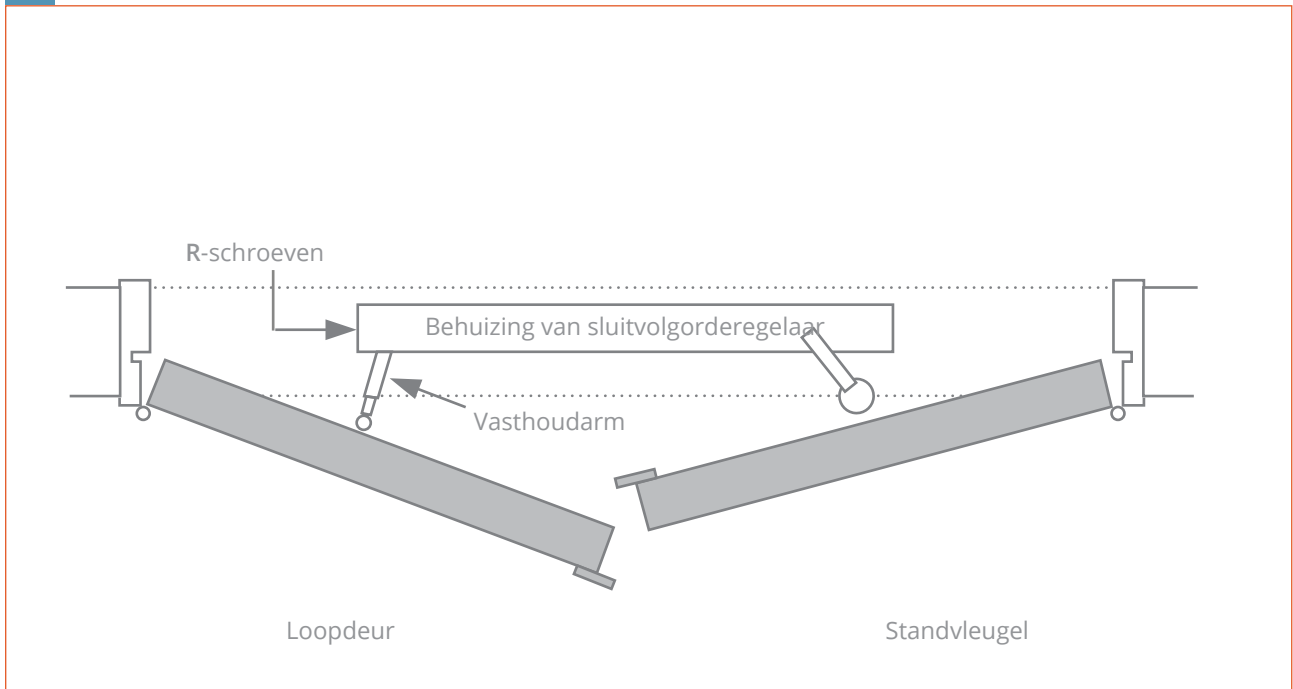 R-schroeven
Behuizing van sluitvolgorderegelaar
Vasthoudarm
Loopdeur
Standvleugel